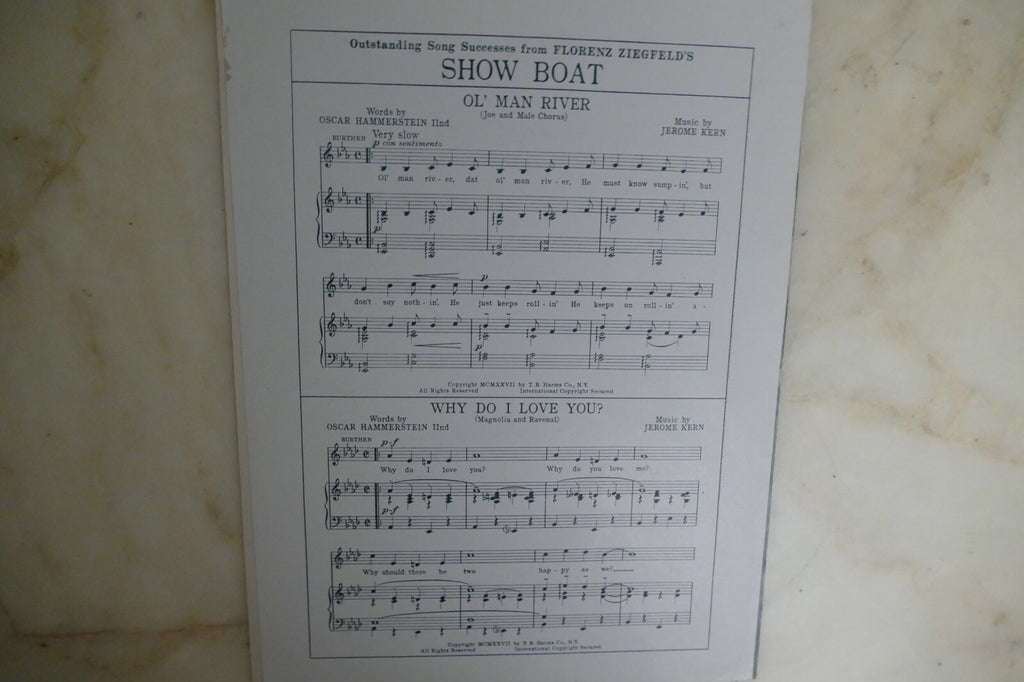 Outstanding Song Successes from FLORENZ ZIEGFELD'S
SHOW BOAT
OL' MAN RIVER
(Joe and Male Chorus)
Words by
OSCAR HAMMERSTEIN IInd
Music by
JEROME KERN
BURTHEN
Very slow
p con sentimento
Ol' man riv-er, dat ol' man riv-er, He must know sump-in', but
p
p
don't say noth-in', He just keeps roll-in' He keeps on roll-in' a-
p
Copyright MCMXXVII by T. B. Harms Co., N.Y.
All Rights Reserved International Copyright Secured
WHY DO I LOVE YOU?
(Magnolia and Ravenal)
Words by
OSCAR HAMMERSTEIN IInd
Music by
JEROME KERN
BURTHEN
p-f
Why do I love you? Why do you love me?
p-f
Why should there be two hap-py as we?
Copyright MCMXXVII by T. B. Harms Co., N.Y.
All Rights Reserved International Copyright Secured